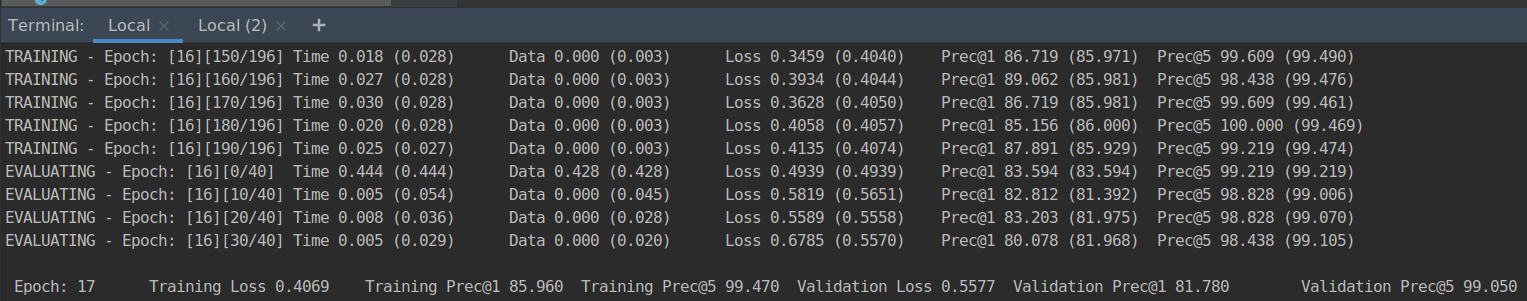 Terminal: Local × Local (2) × +
TRAINING - Epoch: [16][150/196] Time 0.018 (0.028) Data 0.000 (0.003) Loss 0.3459 (0.4040) Prec@1 86.719 (85.971) Prec@5 99.609 (99.490)
TRAINING - Epoch: [16][160/196] Time 0.027 (0.028) Data 0.000 (0.003) Loss 0.3934 (0.4044) Prec@1 89.062 (85.981) Prec@5 98.438 (99.476)
TRAINING - Epoch: [16][170/196] Time 0.030 (0.028) Data 0.000 (0.003) Loss 0.3628 (0.4050) Prec@1 86.719 (85.981) Prec@5 99.609 (99.461)
TRAINING - Epoch: [16][180/196] Time 0.020 (0.028) Data 0.000 (0.003) Loss 0.4058 (0.4057) Prec@1 85.156 (86.000) Prec@5 100.000 (99.469)
TRAINING - Epoch: [16][190/196] Time 0.025 (0.027) Data 0.000 (0.003) Loss 0.4135 (0.4074) Prec@1 87.891 (85.929) Prec@5 99.219 (99.474)
EVALUATING - Epoch: [16][0/40] Time 0.444 (0.444) Data 0.428 (0.428) Loss 0.4939 (0.4939) Prec@1 83.594 (83.594) Prec@5 99.219 (99.219)
EVALUATING - Epoch: [16][10/40] Time 0.005 (0.054) Data 0.000 (0.045) Loss 0.5819 (0.5651) Prec@1 82.812 (81.392) Prec@5 98.828 (99.006)
EVALUATING - Epoch: [16][20/40] Time 0.008 (0.036) Data 0.000 (0.028) Loss 0.5589 (0.5558) Prec@1 83.203 (81.975) Prec@5 98.828 (99.070)
EVALUATING - Epoch: [16][30/40] Time 0.005 (0.029) Data 0.000 (0.020) Loss 0.6785 (0.5570) Prec@1 80.078 (81.968) Prec@5 98.438 (99.105)
Epoch: 17 Training Loss 0.4069 Training Prec@1 85.960 Training Prec@5 99.470 Validation Loss 0.5577 Validation Prec@1 81.780 Validation Prec@5 99.050